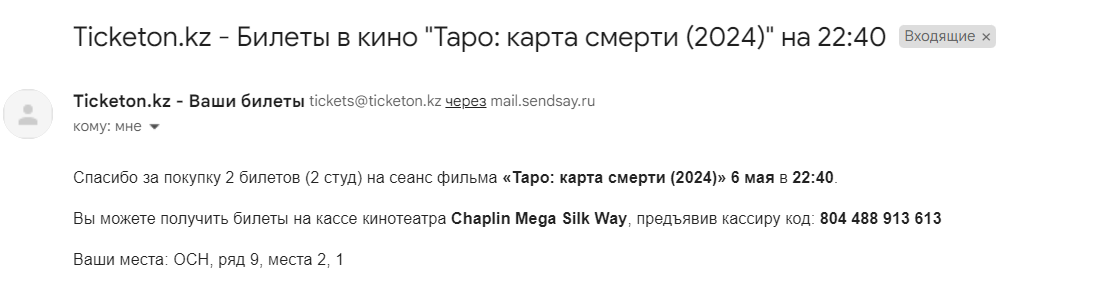 Ticketon.kz - Билеты в кино "Таро: карта смерти (2024)" на 22:40 Входящие ×
Ticketon.kz - Ваши билеты tickets@ticketon.kz через mail.sendsay.ru
кому: мне
Спасибо за покупку 2 билетов (2 студ) на сеанс фильма «Таро: карта смерти (2024)» 6 мая в 22:40.
Вы можете получить билеты на кассе кинотеатра Chaplin Mega Silk Way, предъявив кассиру код: 804 488 913 613
Ваши места: ОСН, ряд 9, места 2, 1